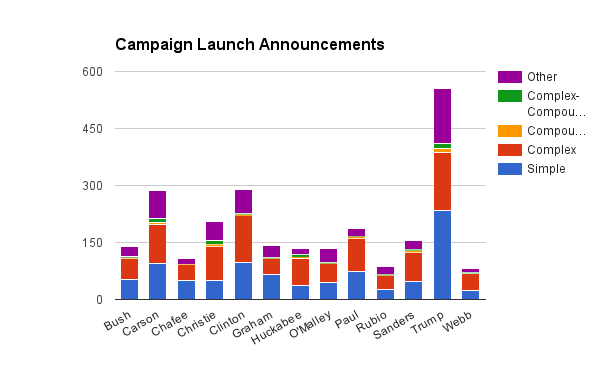 Campaign Launch Announcements
600
450
300
150
0
Bush
Carson
Chafee
Christie
Clinton
Graham
Huckabee
O'Malley
Paul
Rubio
Sanders
Trump
Webb
Other
Complex-
Compou...
Compou...
Complex
Simple